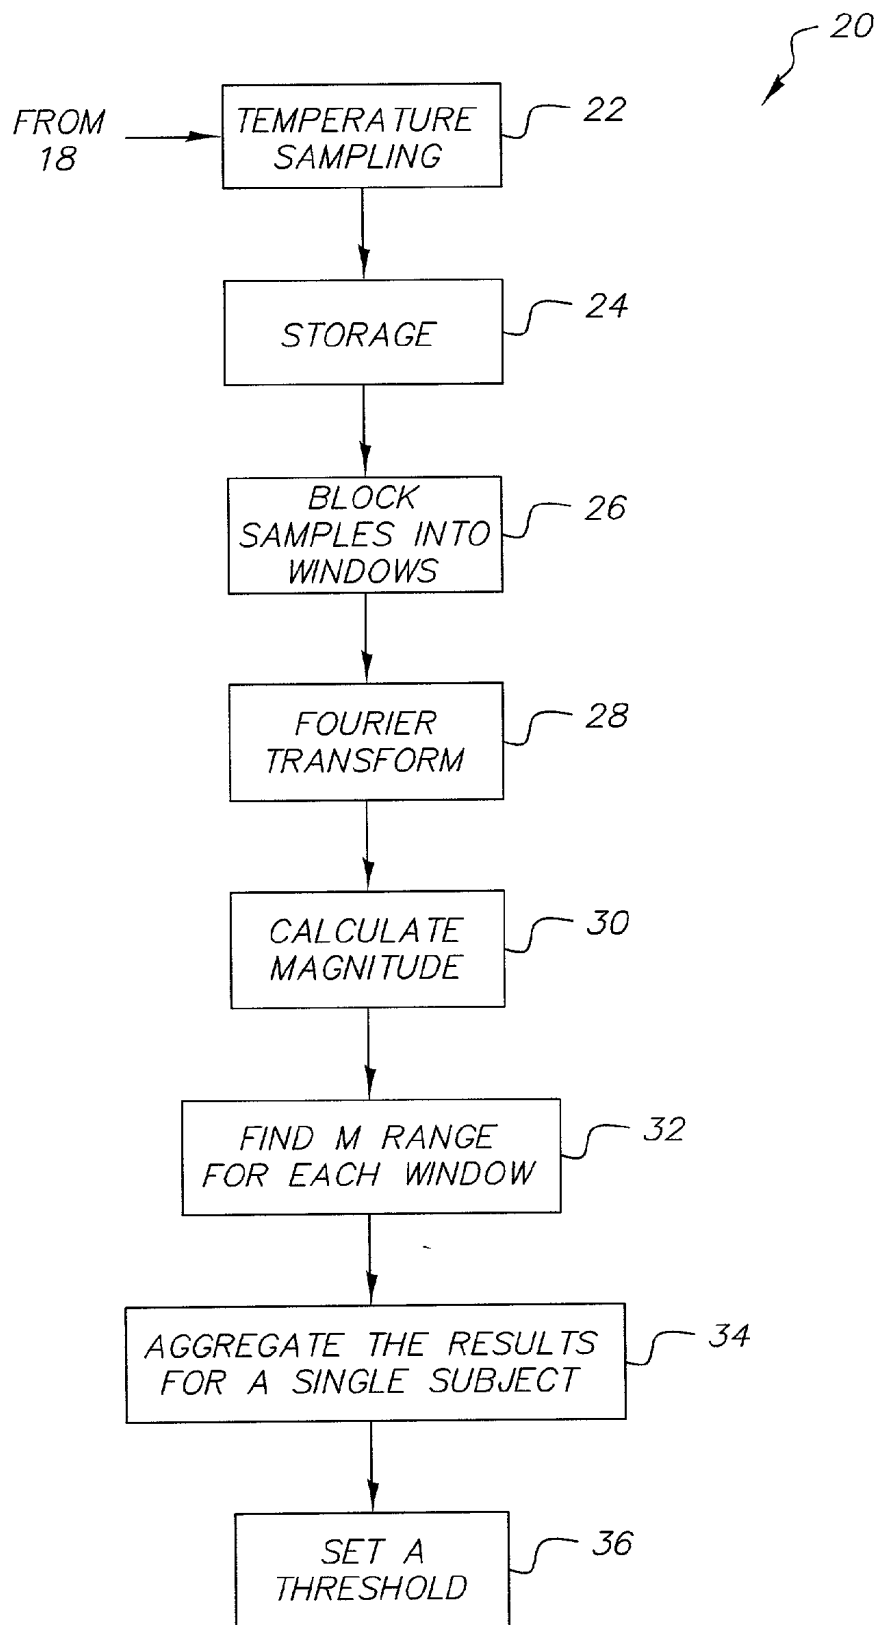 20
FROM
18
TEMPERATURE
SAMPLING
22
STORAGE
24
BLOCK
SAMPLES INTO
WINDOWS
26
FOURIER
TRANSFORM
28
CALCULATE
MAGNITUDE
30
FIND M RANGE
FOR EACH WINDOW
32
AGGREGATE THE RESULTS
FOR A SINGLE SUBJECT
34
SET A
THRESHOLD
36